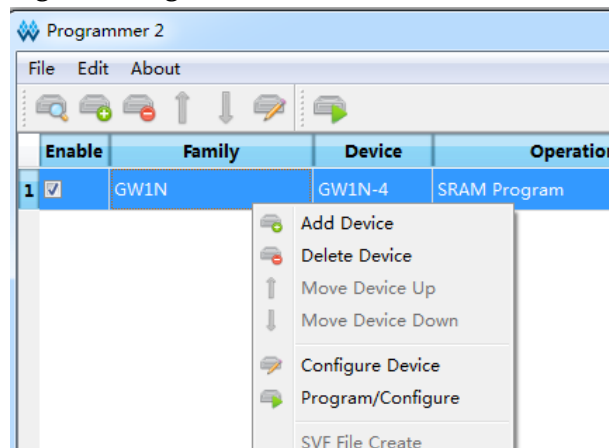 Programmer 2
File Edit About
Enable Family Device Operation
1 GW1N GW1N-4 SRAM Program
Add Device
Delete Device
Move Device Up
Move Device Down
Configure Device
Program/Configure
SVF File Create